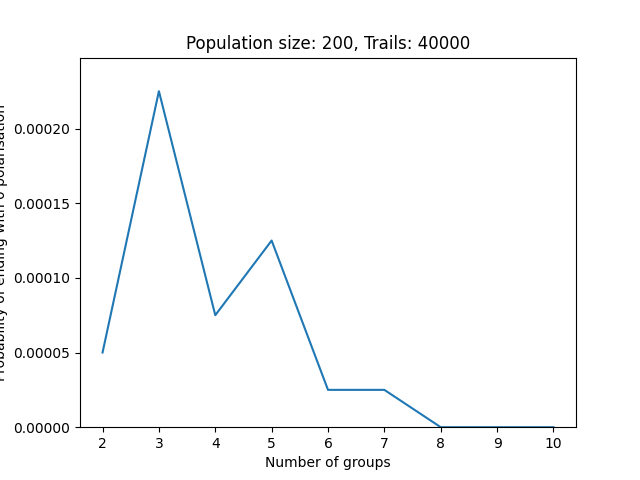 Population size: 200, Trails: 40000
Probability of ending with 0 polarisation
0.00020
0.00015
0.00010
0.00005
0.00000
2 3 4 5 6 7 8 9 10
Number of groups